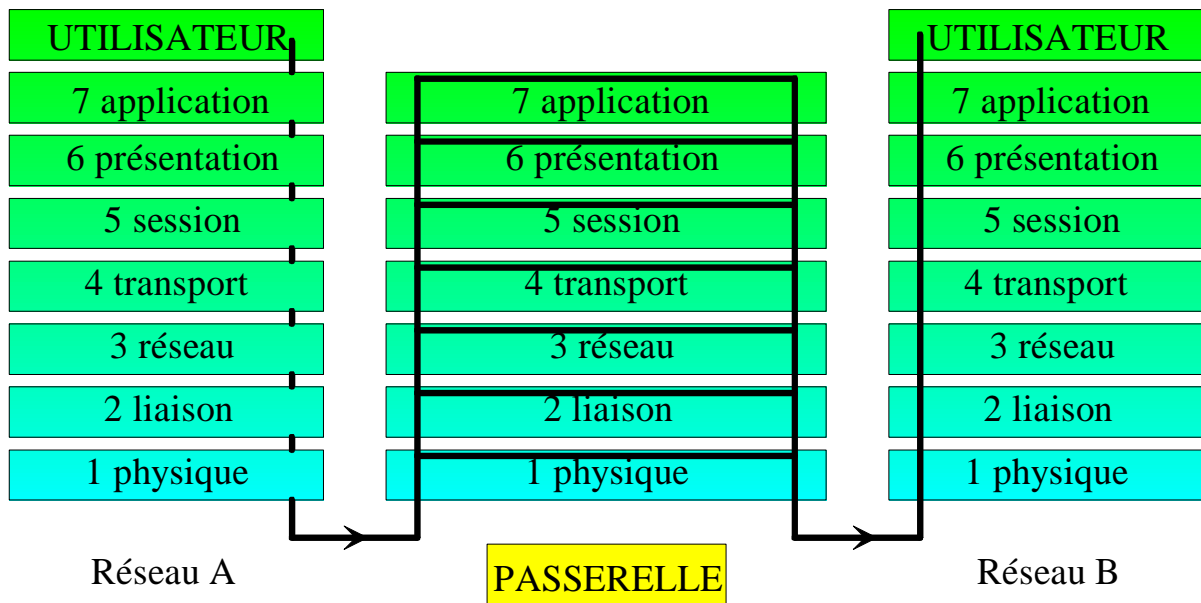 UTILISATEUR
7 application
6 présentation
5 session
4 transport
3 réseau
2 liaison
1 physique
Réseau A
7 application
6 présentation
5 session
4 transport
3 réseau
2 liaison
1 physique
PASSERELLE
UTILISATEUR
7 application
6 présentation
5 session
4 transport
3 réseau
2 liaison
1 physique
Réseau B